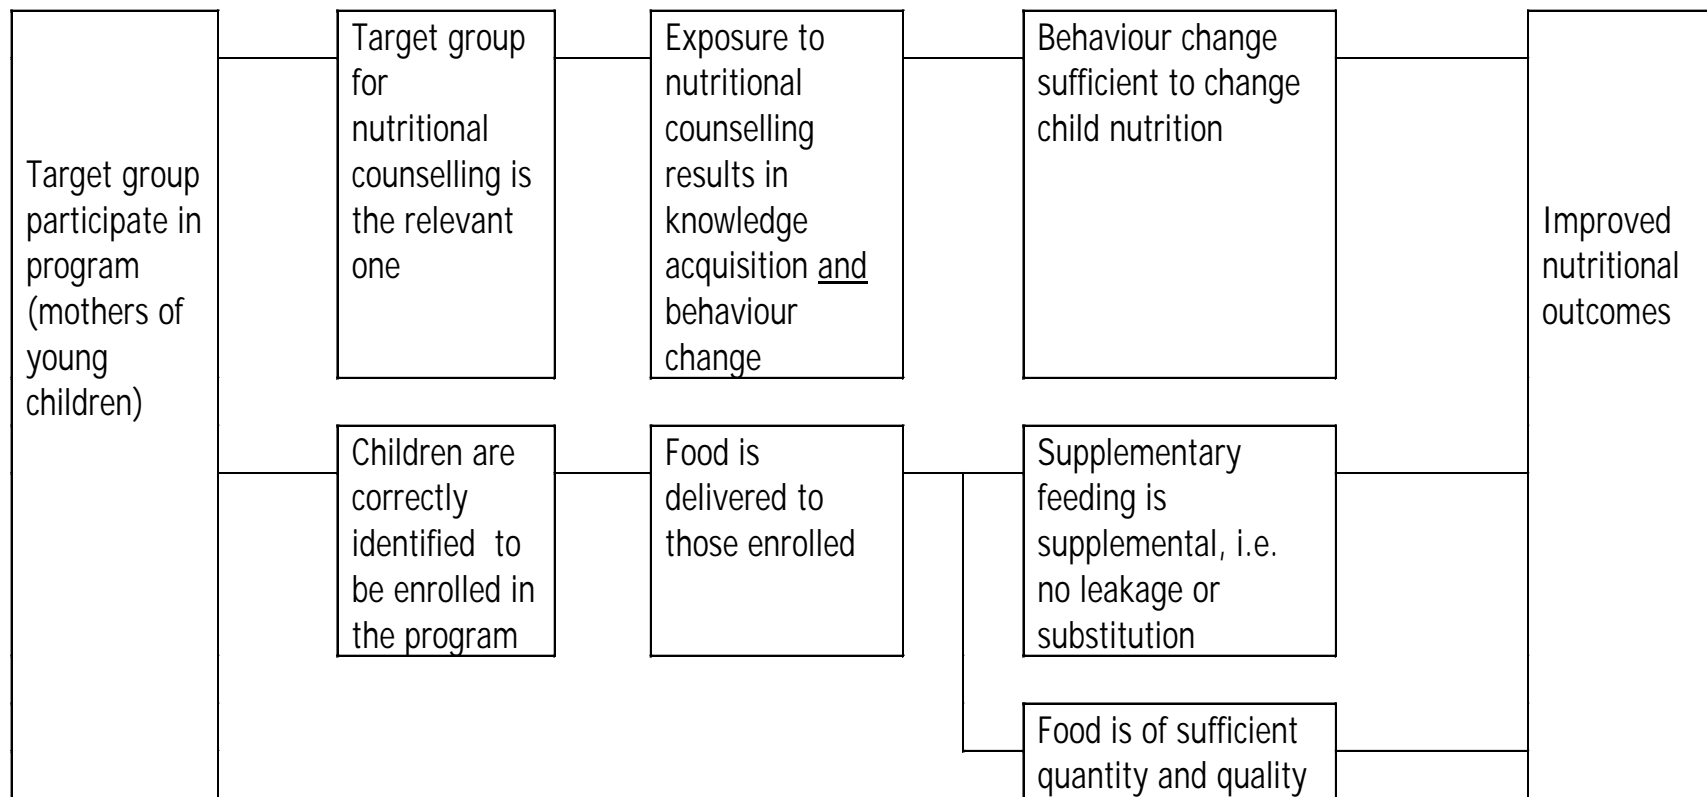 Target group
participate in
program
(mothers of
young
children)
Target group
for
nutritional
counselling is
the relevant
one
Exposure to
nutritional
counselling
results in
knowledge
acquisition and
behaviour
change
Behaviour change
sufficient to change
child nutrition
Children are
correctly
identified  to
be enrolled in
the program
Food is
delivered to
those enrolled
Supplementary
feeding is
supplemental, i.e.
no leakage or
substitution
Food is of sufficient
quantity and quality
Improved
nutritional
outcomes